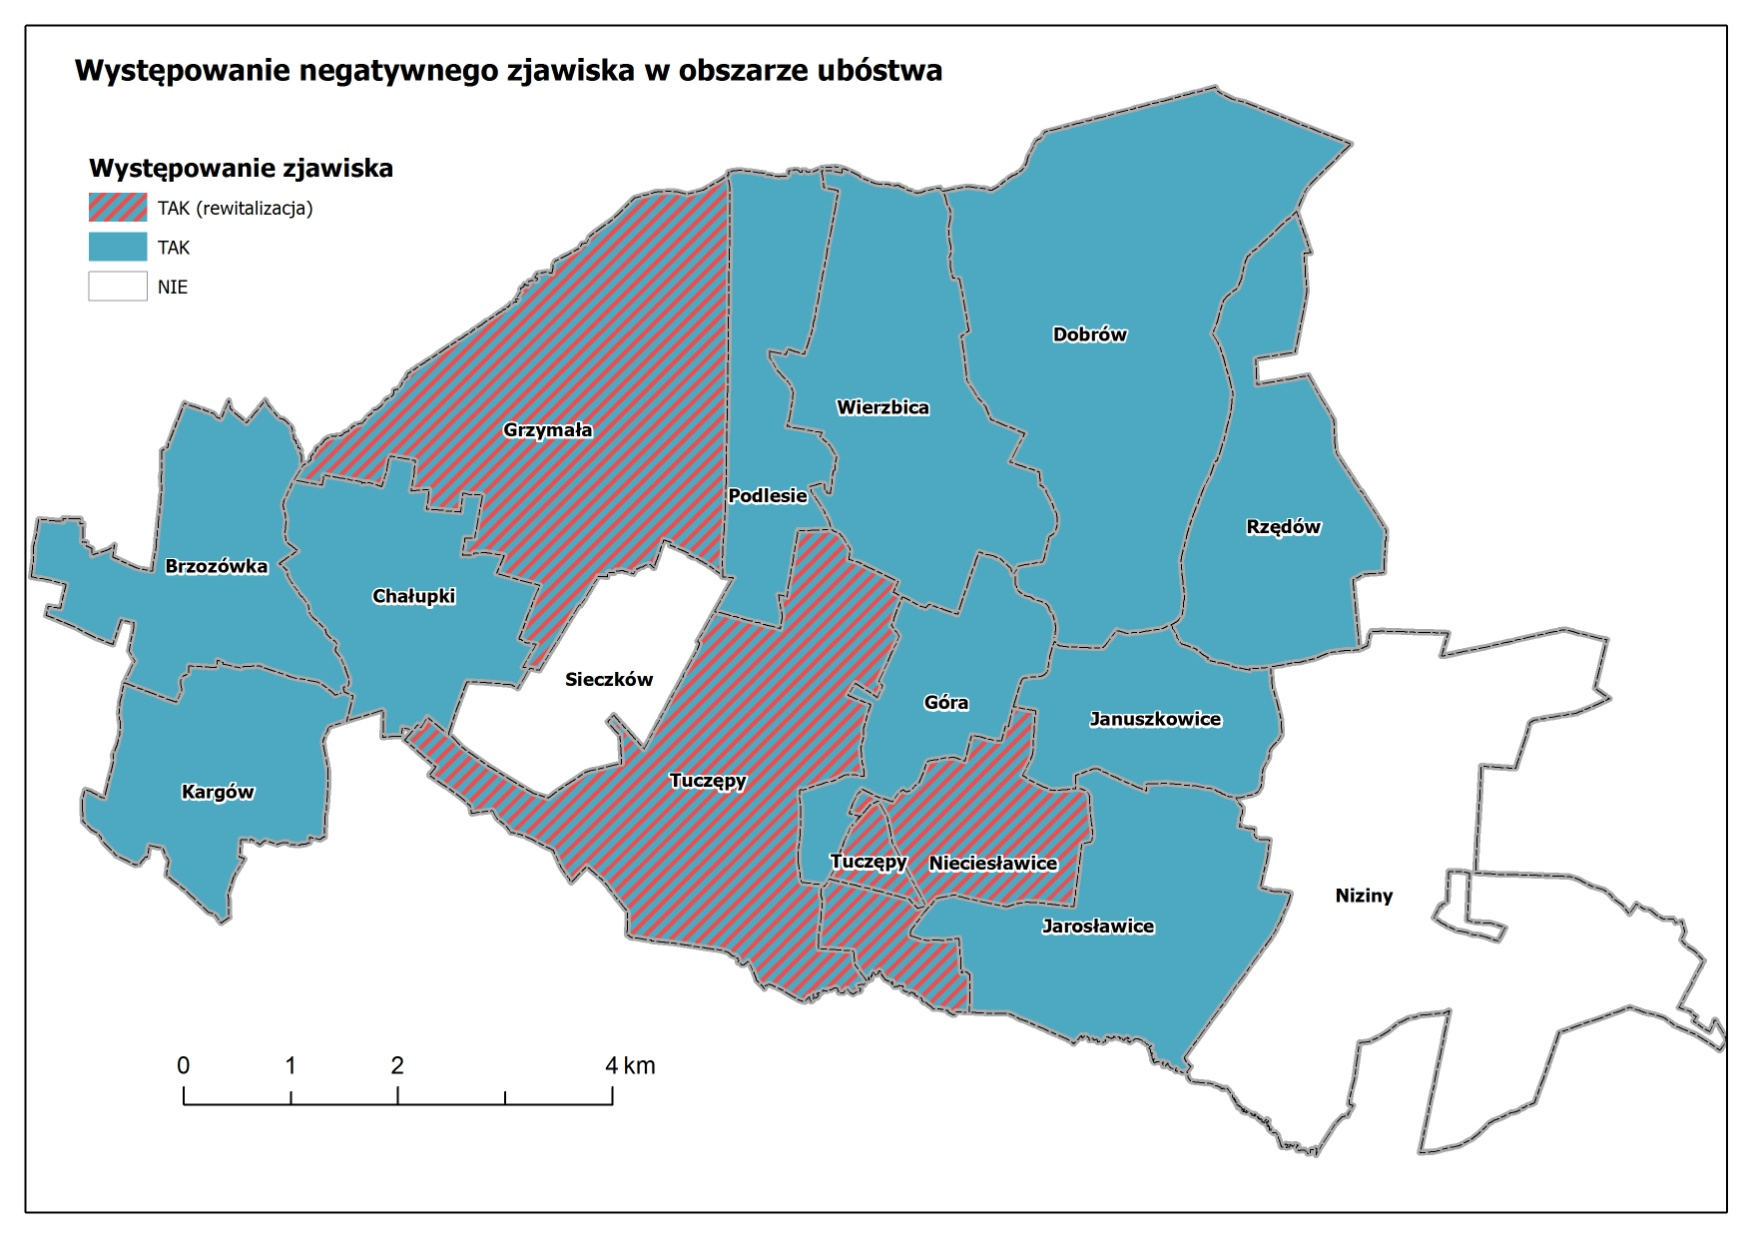 Występowanie negatywnego zjawiska w obszarze ubóstwa
Występowanie zjawiska
TAK (rewitalizacja)
TAK
NIE
Dobrów
Wierzbica
Grzymała
Podlesie
Rzędów
Brzozówka
Chałupki
Sieczków
Góra
Januszkowice
Tuczępy
Kargów
Tuczępy
Nieciesławice
Niziny
Jarosławice
0 1 2 4 km